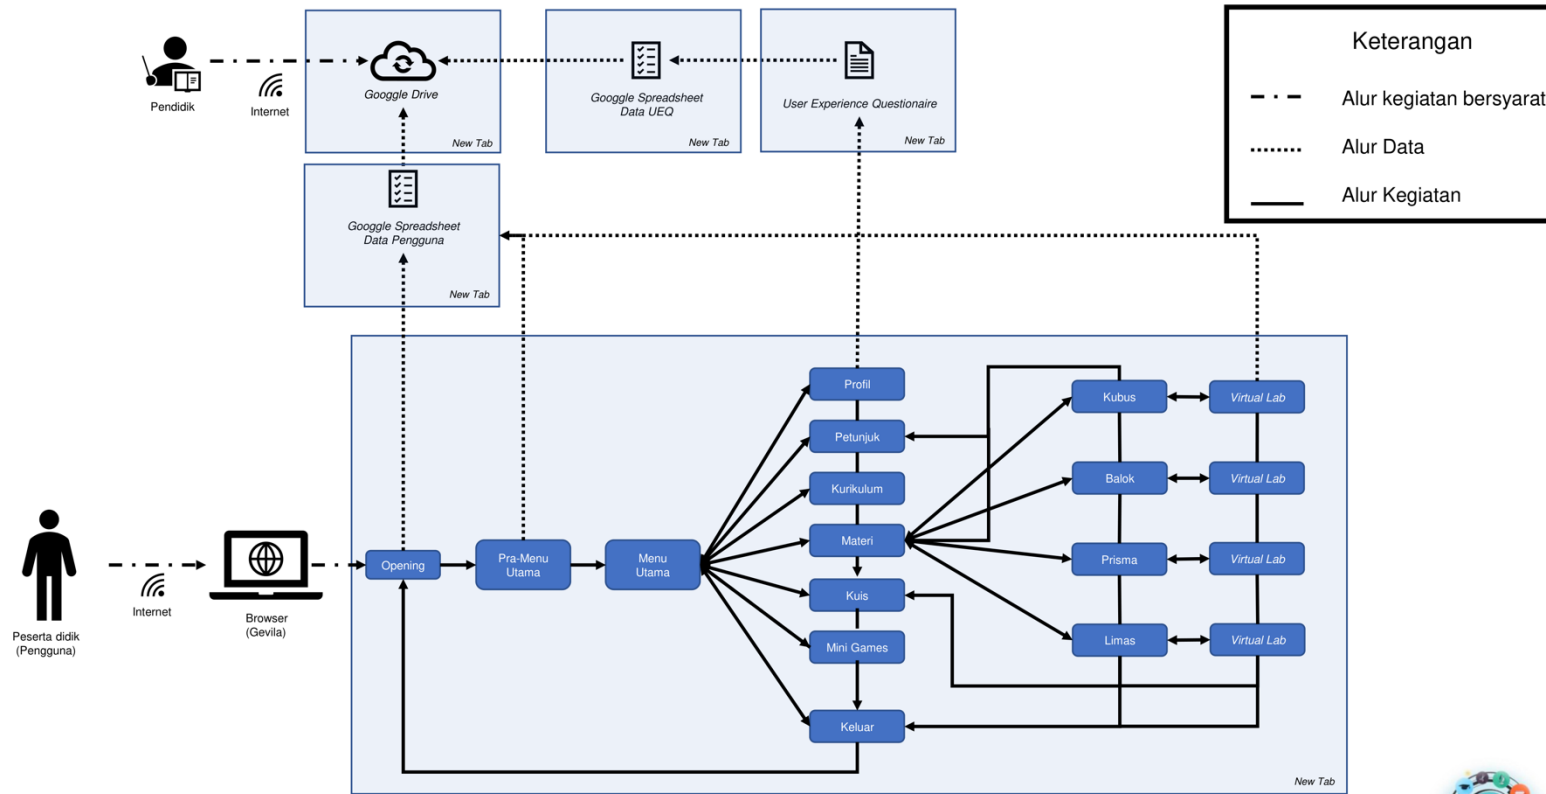 Pendidik
Internet
Googgle Drive
New Tab
Googgle Spreadsheet
Data UEQ
New Tab
User Experience Questionaire
New Tab
Keterangan
Alur kegiatan bersyarat
Alur Data
Alur Kegiatan
Googgle Spreadsheet
Data Pengguna
New Tab
Peserta didik
(Pengguna)
Internet
Browser
(Gevila)
Opening
Pra-Menu
Utama
Menu
Utama
Profil
Petunjuk
Kurikulum
Materi
Kuis
Mini Games
Keluar
Kubus
Virtual Lab
Balok
Virtual Lab
Prisma
Virtual Lab
Limas
Virtual Lab
New Tab